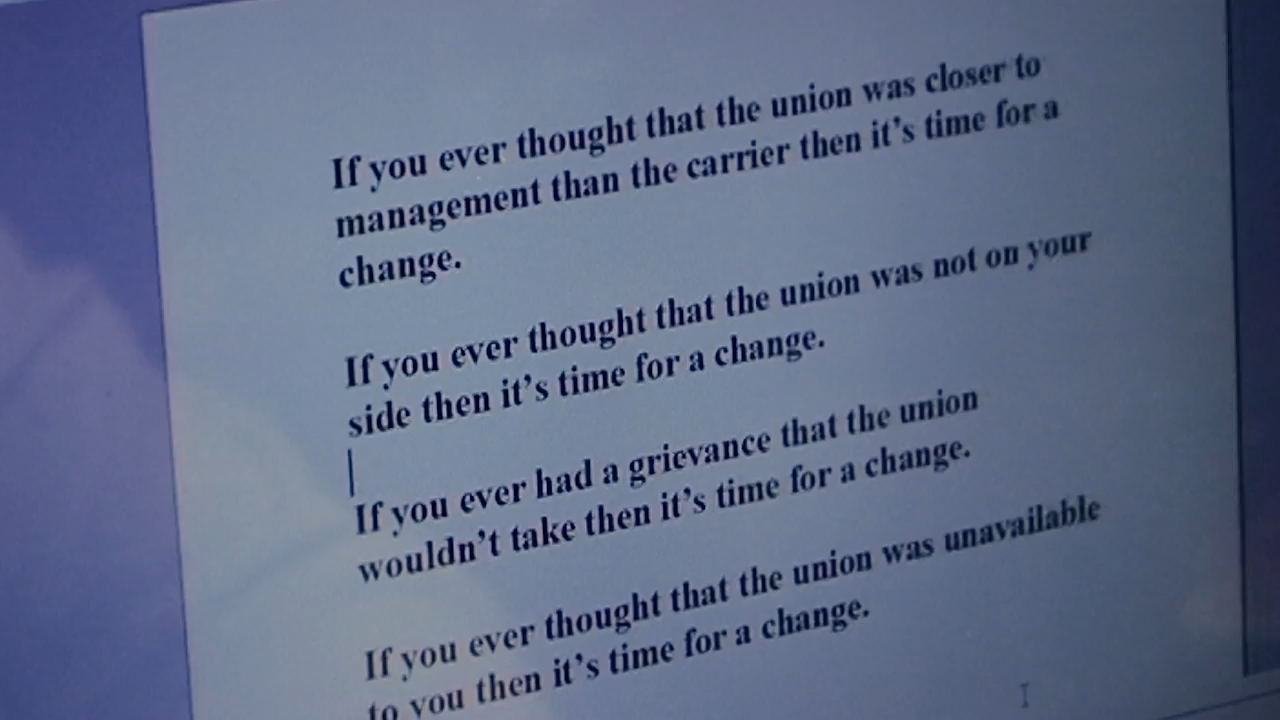 If you ever thought that the union was closer to
management than the carrier then it's time for a
change.
If you ever thought that the union was not on your
side then it's time for a change.
If you ever had a grievance that the union
wouldn't take then it's time for a change.
If you ever thought that the union was unavailable
to you then it's time for a change.